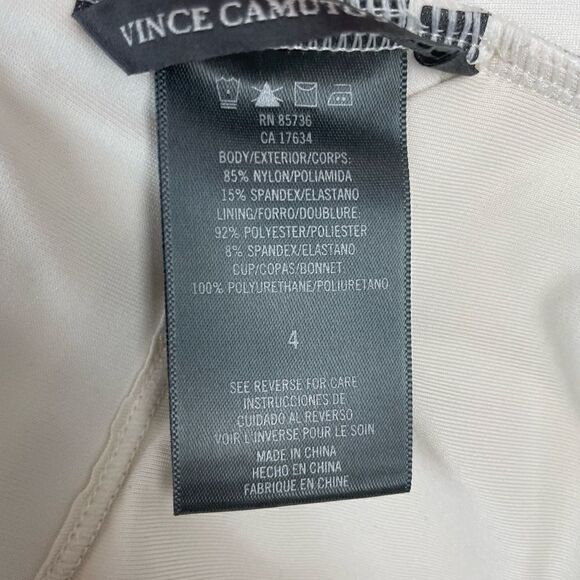 VINCE CAMUTO
RN 85736
CA 17634
BODY/EXTERIOR/CORPS:
85% NYLON/POLIAMIDA
15% SPANDEX/ELASTANO
LINING/FORRO/DOUBLURE:
92% POLYESTER/POLIESTER
8% SPANDEX/ELASTANO
CUP/COPAS/BONNET:
100% POLYURETHANE/POLIURETANO
4
SEE REVERSE FOR CARE
INSTRUCCIONES DE
CUIDADO AL REVERSO
VOIR L'INVERSE POUR LE SOIN
MADE IN CHINA
HECHO EN CHINA
FABRIQUE EN CHINE